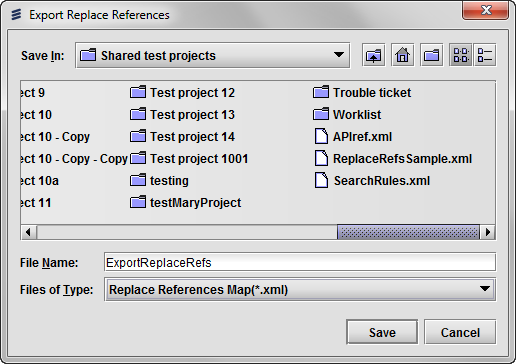 Export Replace References
Save In: Shared test projects
ect 9 Test project 12 Trouble ticket
ect 10 Test project 13 Worklist
ect 10 - Copy Test project 14 APIref.xml
ect 10 - Copy - Copy Test project 1001 ReplaceRefsSample.xml
ect 10a testing SearchRules.xml
ect 11 testMaryProject
File Name: ExportReplaceRefs
Files of Type: Replace References Map(*.xml)
Save Cancel